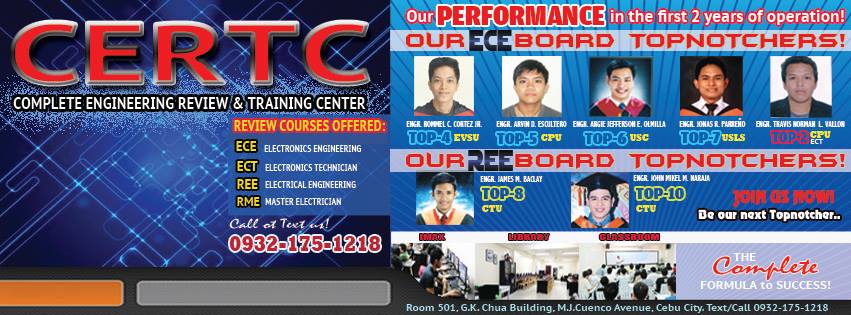 CERTC
COMPLETE ENGINEERING REVIEW & TRAINING CENTER
REVIEW COURSES OFFERED:
ECE ELECTRONICS ENGINEERING
ECT ELECTRONICS TECHNICIAN
REE ELECTRICAL ENGINEERING
RME MASTER ELECTRICIAN
Call ot Text us!
0932-175-1218
Our PERFORMANCE in the first 2 years of operation!
OUR ECE BOARD TOPNOTCHERS!
ENGR. ROMMEL C. CORTEZ JR.
TOP-4 EVSU
ENGR. ARVIN D. ESCULTERO
TOP-5 CPU
ENGR. ARGIE JEFFERSON E. OLMILLA
TOP-6 USC
ENGR. JONAS R. PARREÑO
TOP-7 USLS
ENGR. TRAVIS NORMAN L. VALLON
TOP-2 CPU
ECT
OUR REE BOARD TOPNOTCHERS!
ENGR. JAMES M. BACLAY
TOP-8
CTU
ENGR. JOHN MIKEL M. NARAJA
TOP-10
CTU
JOIN US NOW!
Be our next Topnotcher..
IMAX LIBRARY CLASSROOM
THE
Complete
FORMULA to SUCCESS!
Room 501, G.K. Chua Building, M.J.Cuenco Avenue, Cebu City. Text/Call 0932-175-1218